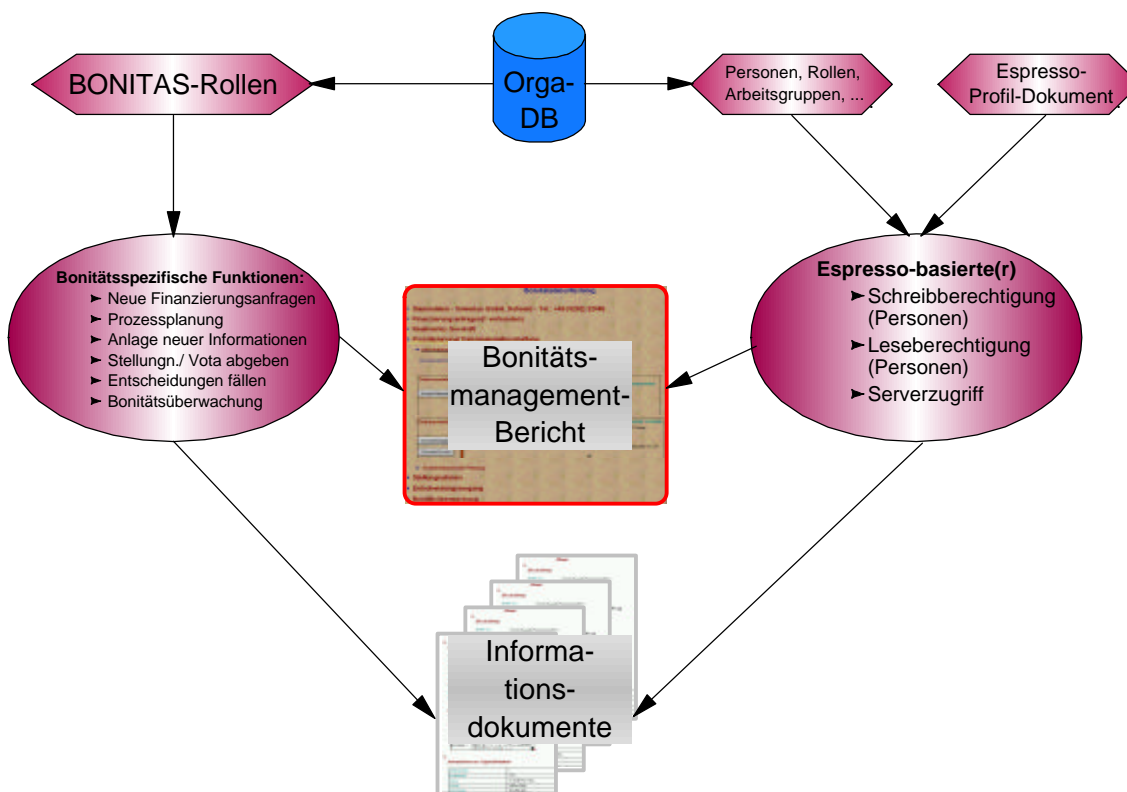 BONITAS-Rollen
Orga-
DB
Personen, Rollen,
Arbeitsgruppen, ...
Espresso-
Profil-Dokument
Bonitätsspezifische Funktionen:
➤ Neue Finanzierungsanfragen
➤ Prozessplanung
➤ Anlage neuer Informationen
➤ Stellungn./ Vota abgeben
➤ Entscheidungen fällen
➤ Bonitätsüberwachung
Espresso-basierte(r)
➤ Schreibberechtigung
(Personen)
➤ Leseberechtigung
(Personen)
➤ Serverzugriff
Bonitäts-
management-
Bericht
Informa-
tions-
dokumente